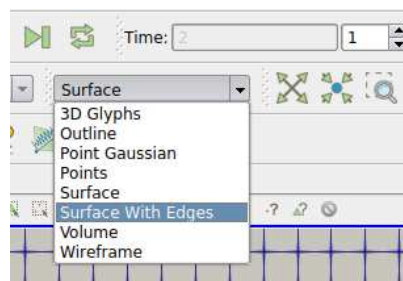 Time: 2 1
Surface
3D Glyphs
Outline
Point Gaussian
Points
Surface
Surface With Edges
Volume
Wireframe
-? ?